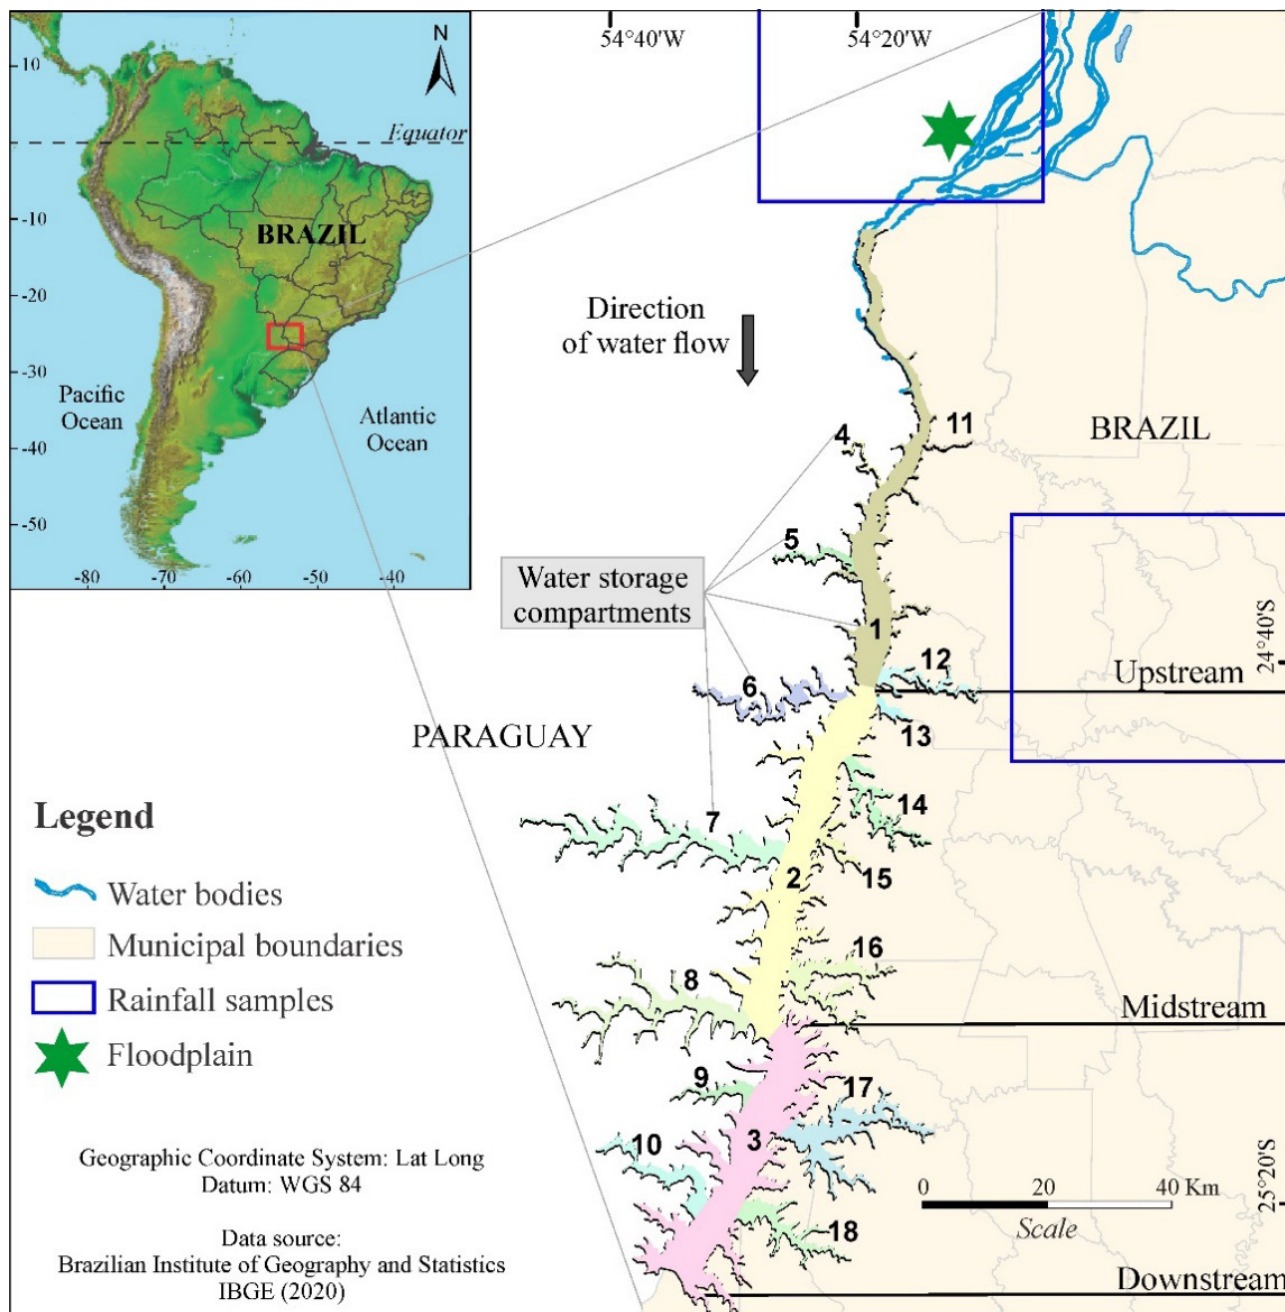 N
10
Equator
0
-10
BRAZIL
-20
-30
Pacific
Ocean
Atlantic
Ocean
-40
-50
-80
-70
-60
-50
-40
54°40'W
54°20'W
Direction
of water flow
11
BRAZIL
4
5
Water storage
compartments
1
24°40'S
12
Upstream
6
13
PARAGUAY
14
7
15
2
16
8
Midstream
9
17
3
10
25°20'S
0
20
40 Km
Scale
18
Downstream
Legend
Water bodies
Municipal boundaries
Rainfall samples
Floodplain
Geographic Coordinate System: Lat Long
Datum: WGS 84
Data source:
Brazilian Institute of Geography and Statistics
IBGE (2020)